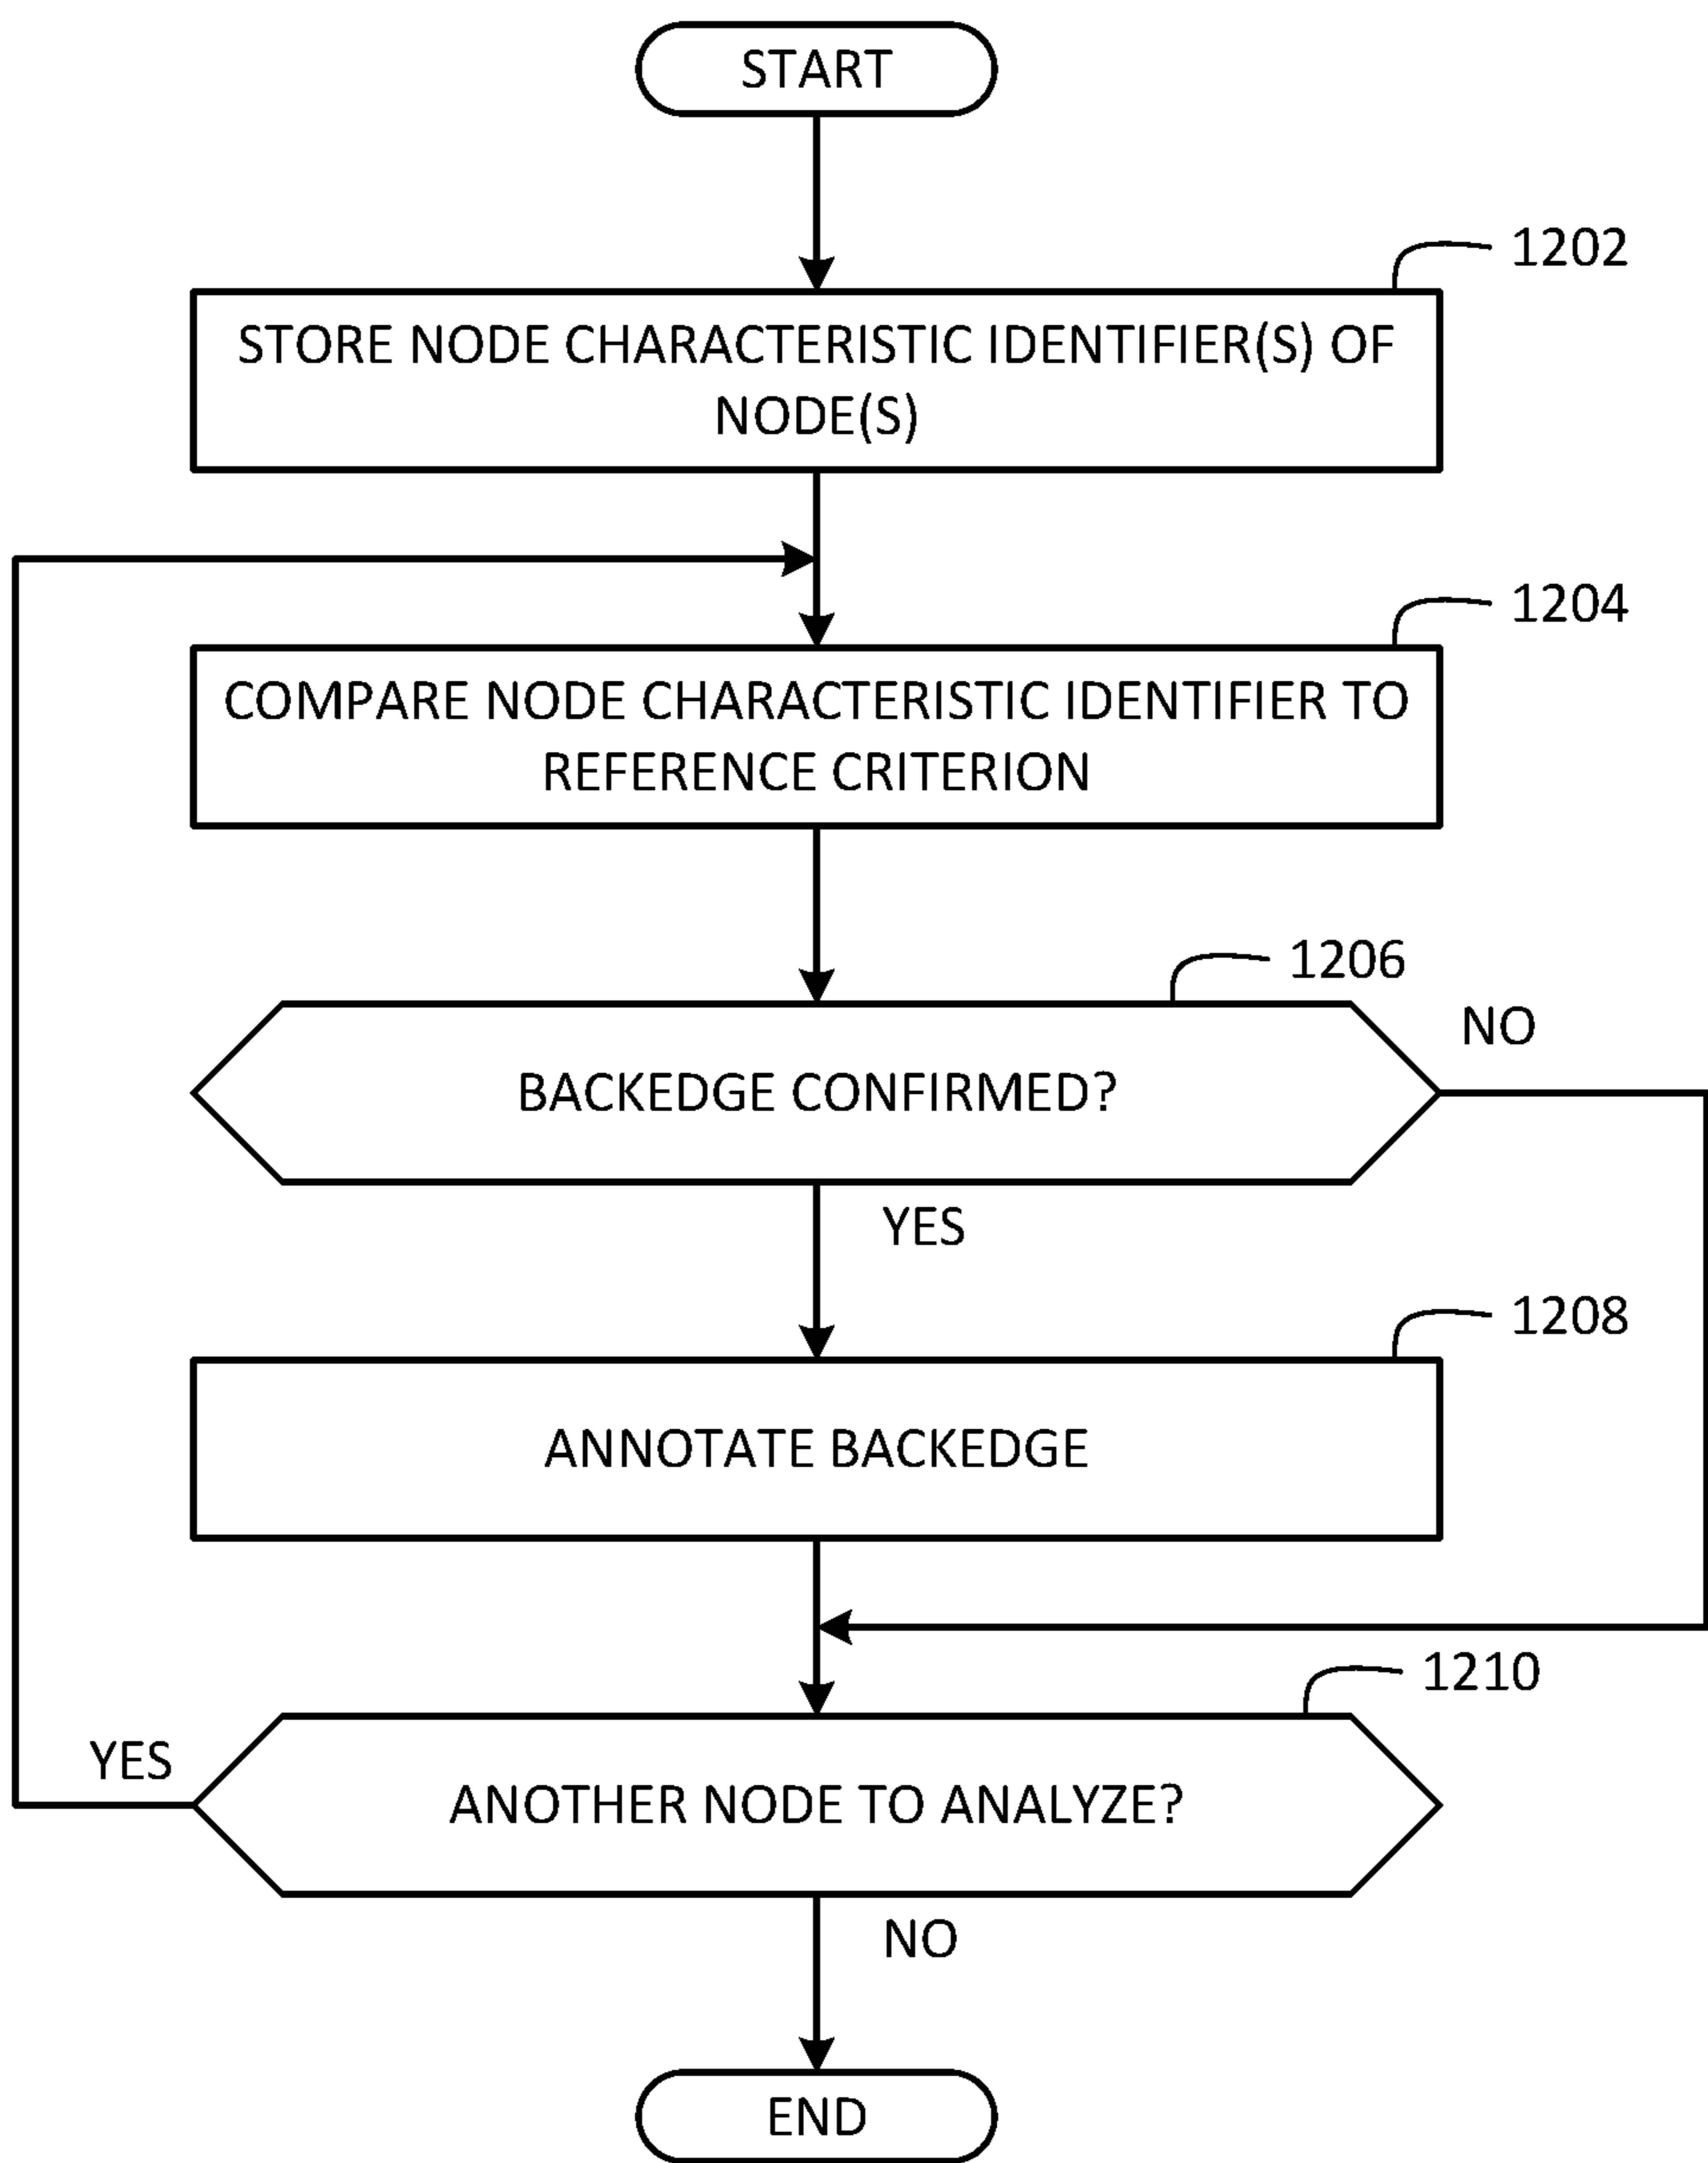 START
1202
STORE NODE CHARACTERISTIC IDENTIFIER(S) OF
NODE(S)
1204
COMPARE NODE CHARACTERISTIC IDENTIFIER TO
REFERENCE CRITERION
1206
NO
BACKEDGE CONFIRMED?
YES
1208
ANNOTATE BACKEDGE
1210
YES
ANOTHER NODE TO ANALYZE?
NO
END